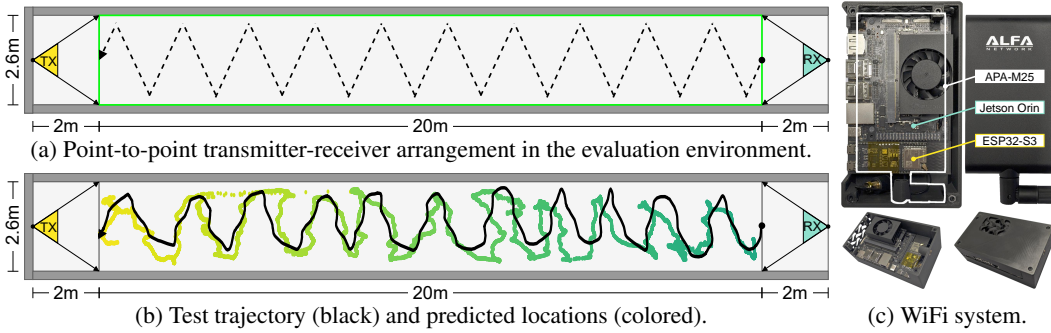 2.6m
TX
RX
2m
20m
2m
(a) Point-to-point transmitter-receiver arrangement in the evaluation environment.
2.6m
TX
RX
2m
20m
2m
(b) Test trajectory (black) and predicted locations (colored).
ALFA
NETWORK
APA-M25
Jetson Orin
ESP32-S3
(c) WiFi system.